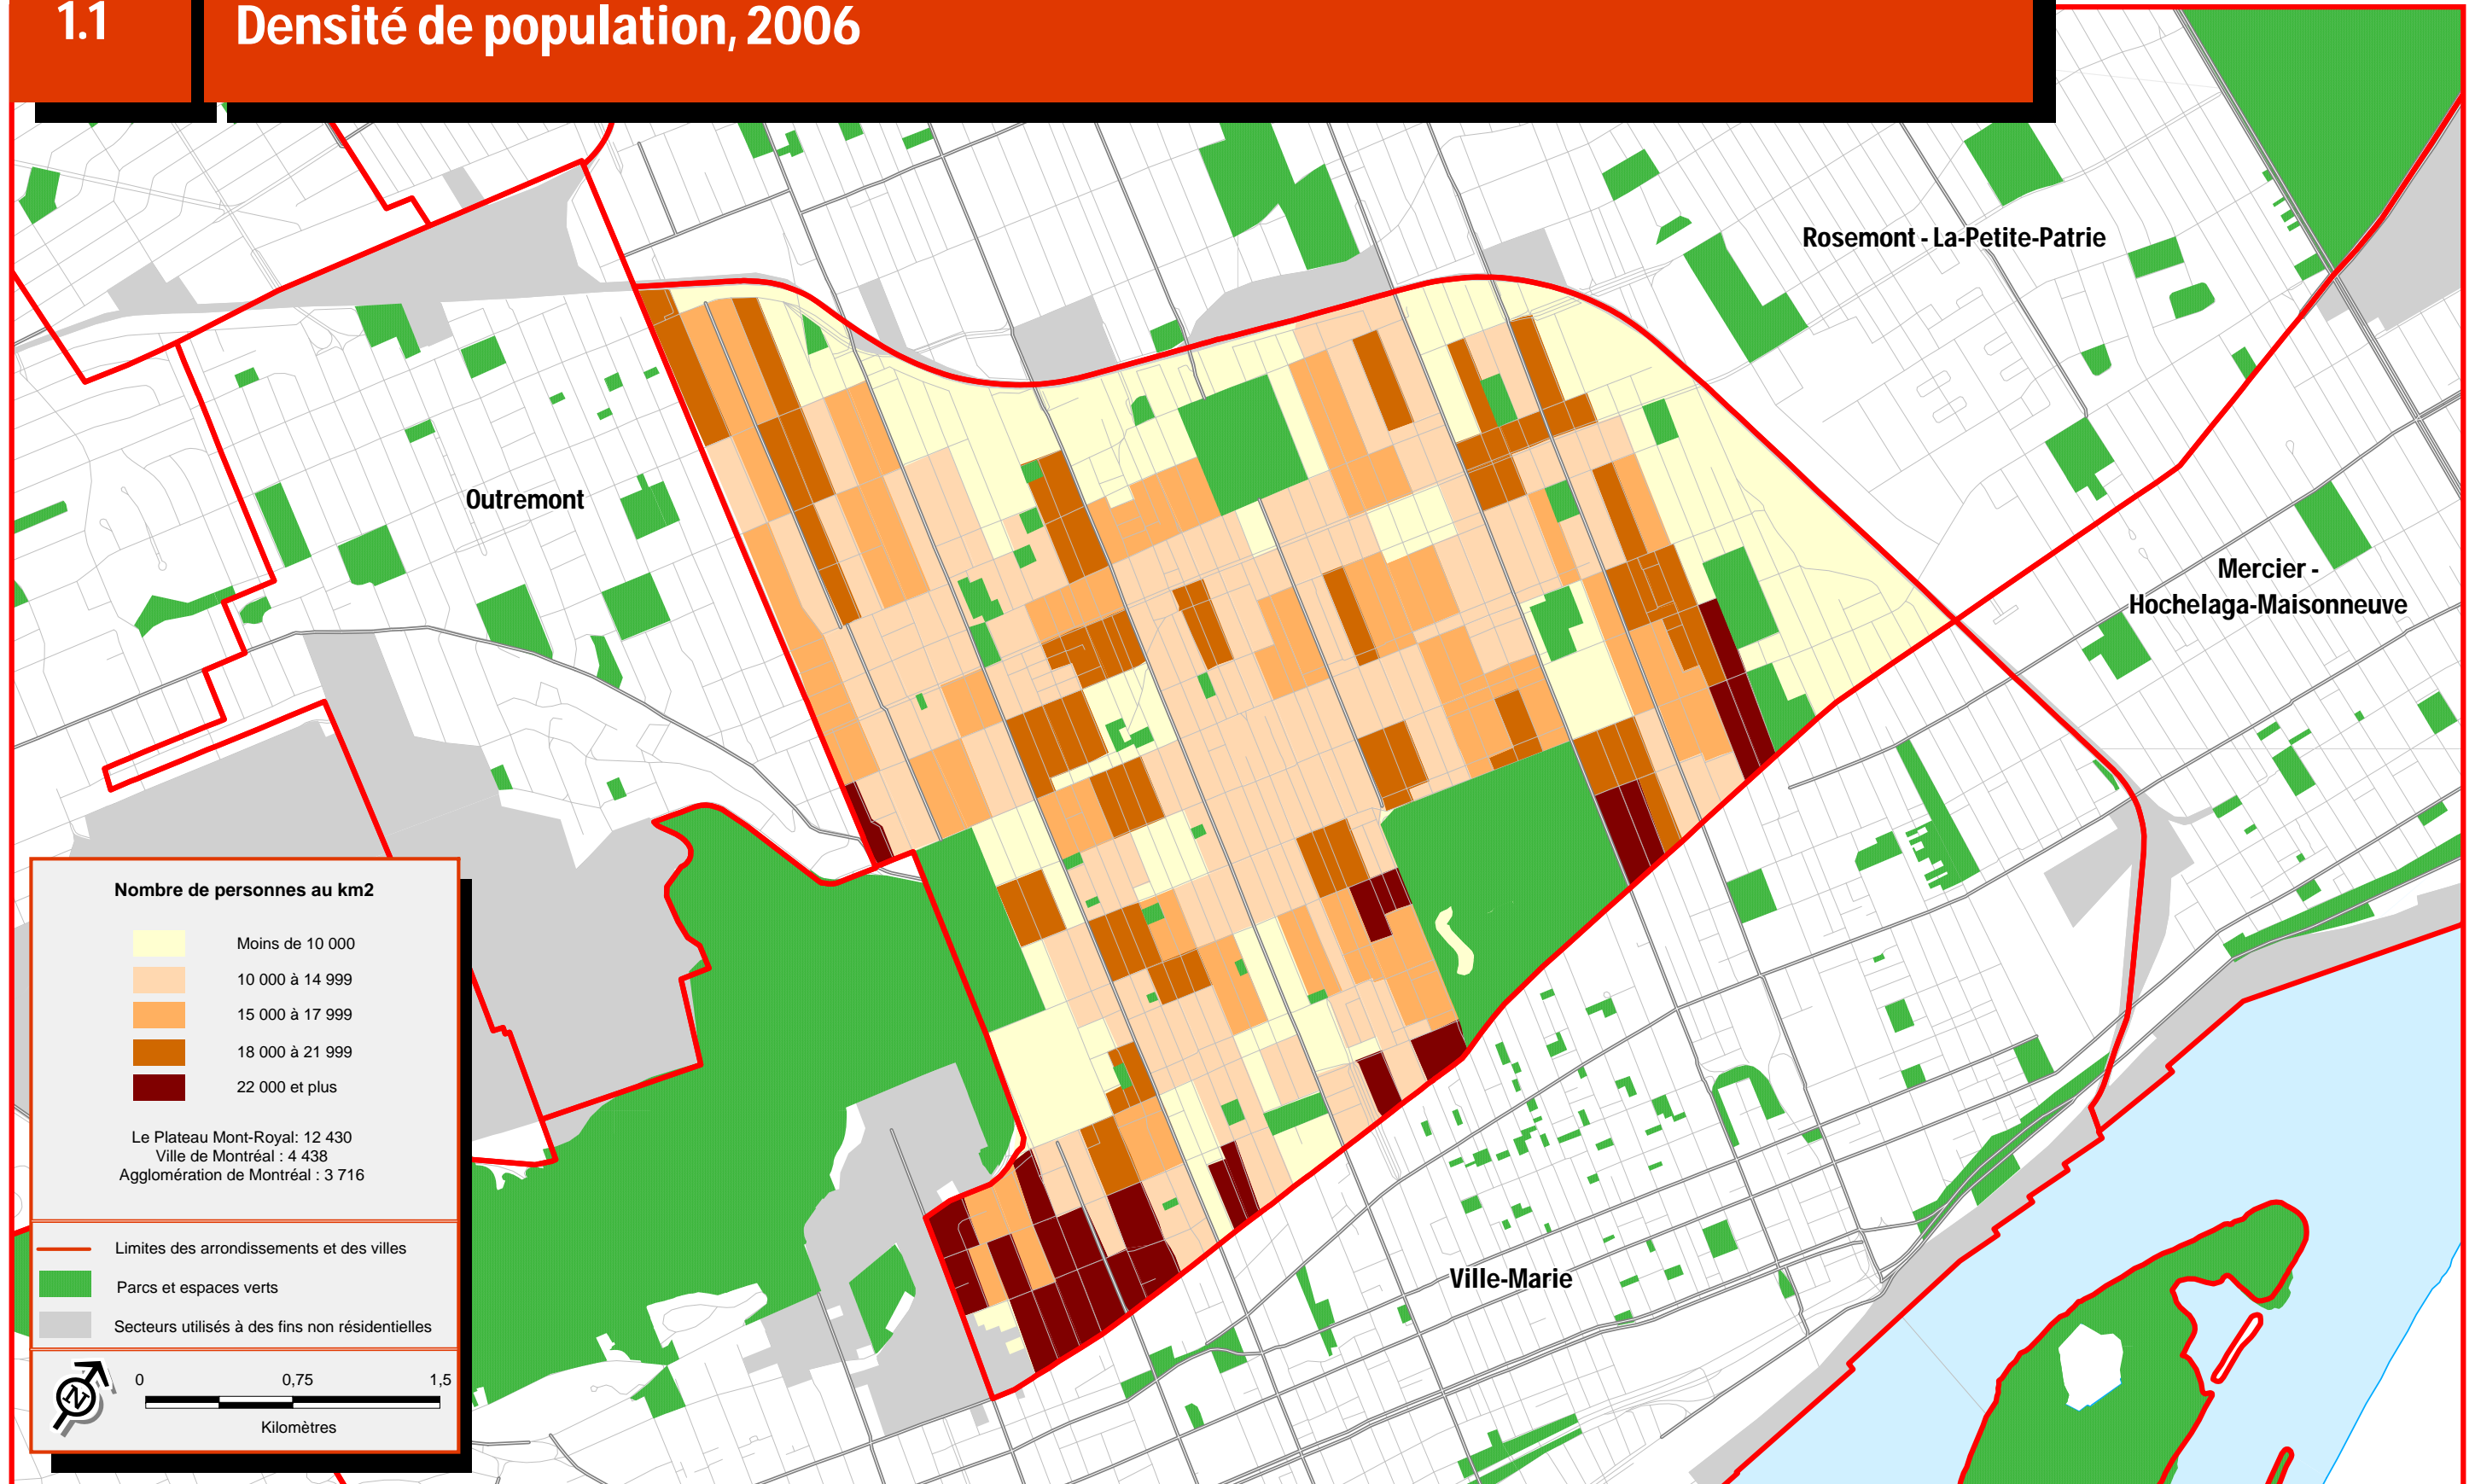 1.1
Densité de population, 2006
Rosemont - La-Petite-Patrie
Outremont
Mercier -
Hochelaga-Maisonneuve
Nombre de personnes au km2
Moins de 10 000
10 000 à 14 999
15 000 à 17 999
18 000 à 21 999
22 000 et plus
Le Plateau Mont-Royal: 12 430
Ville de Montréal : 4 438
Agglomération de Montréal : 3 716
Limites des arrondissements et des villes
Parcs et espaces verts
Secteurs utilisés à des fins non résidentielles
N
0 0,75 1,5
Kilomètres
Ville-Marie